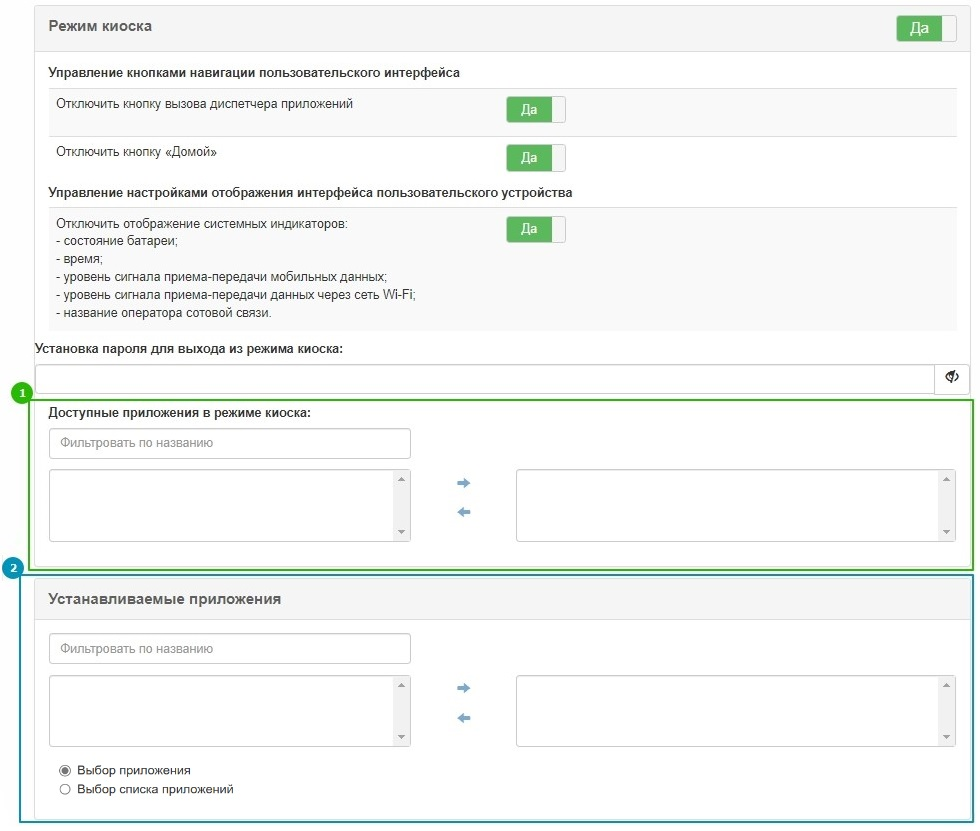 Режим киоска
Да
Управление кнопками навигации пользовательского интерфейса
Отключить кнопку вызова диспетчера приложений
Да
Отключить кнопку «Домой»
Да
Управление настройками отображения интерфейса пользовательского устройства
Отключить отображение системных индикаторов:
Да
- состояние батареи;
- время;
- уровень сигнала приема-передачи мобильных данных;
- уровень сигнала приема-передачи данных через сеть Wi-Fi;
- название оператора сотовой связи.
Установка пароля для выхода из режима киоска:
1
Доступные приложения в режиме киоска:
Фильтровать по названию
2
Устанавливаемые приложения
Фильтровать по названию
Выбор приложения
Выбор списка приложений